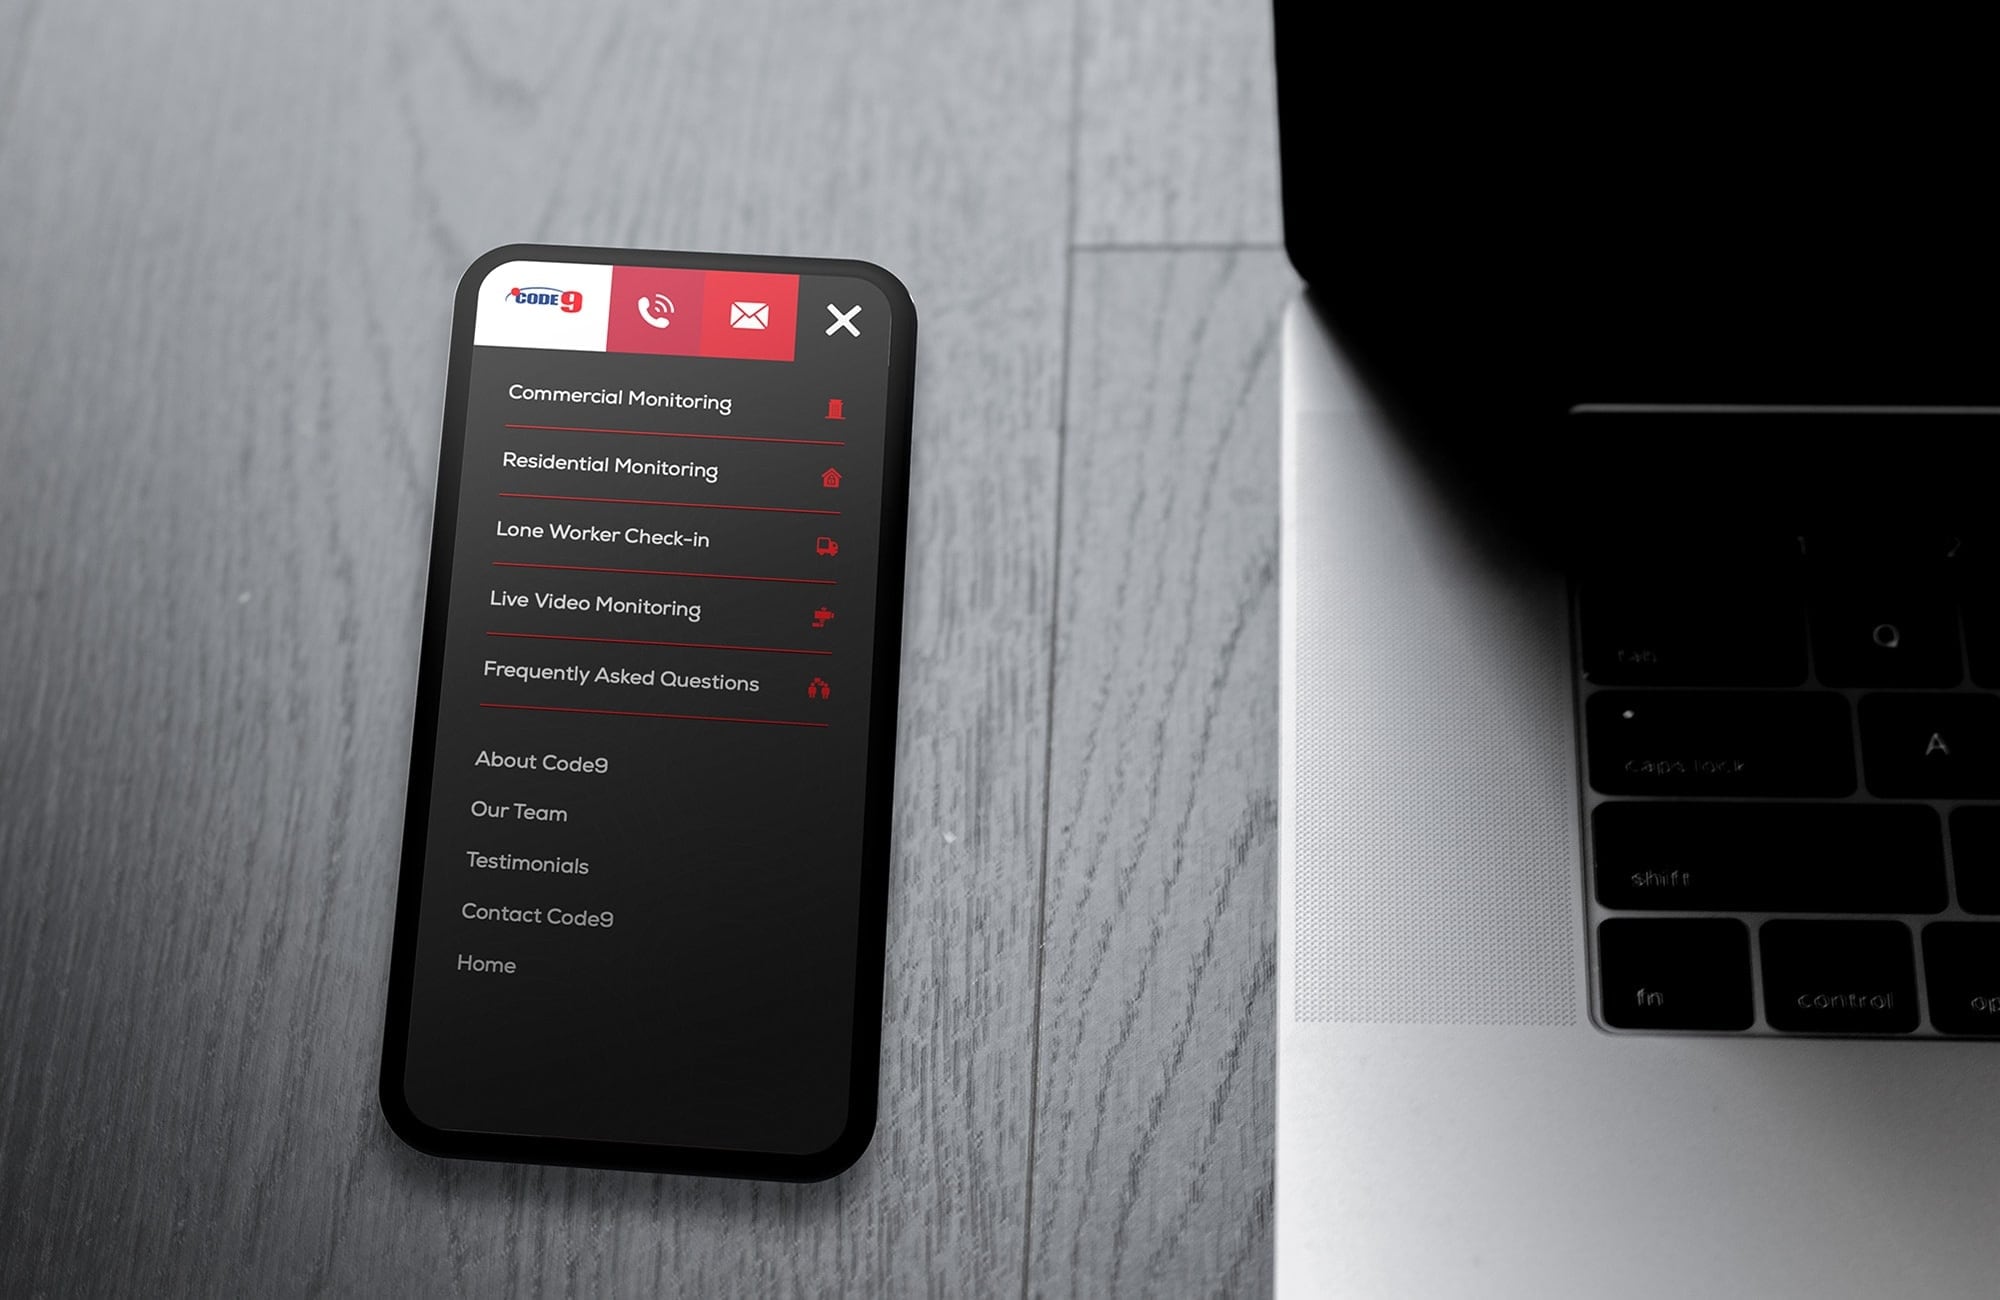 CODE9
Commercial Monitoring
Residential Monitoring
Lone Worker Check-in
Live Video Monitoring
Frequently Asked Questions
About Code9
Our Team
Testimonials
Contact Code9
Home
1 2
tab Q
caps lock A
shift
fn control op